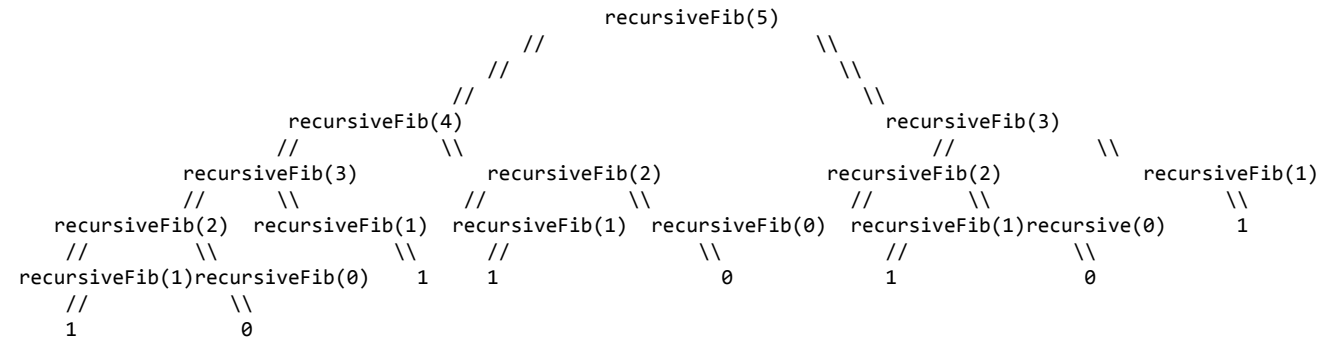 recursiveFib(5)
// \\
// \\
// \\
recursiveFib(4) recursiveFib(3)
// \\ // \\
recursiveFib(3) recursiveFib(2) recursiveFib(2) recursiveFib(1)
// \\ // \\ // \\ \\
recursiveFib(2) recursiveFib(1) recursiveFib(1) recursiveFib(0) recursiveFib(1)recursive(0) 1
// \\ \\ // \\ // \\
recursiveFib(1)recursiveFib(0) 1 1 0 1 0
// \\
1 0